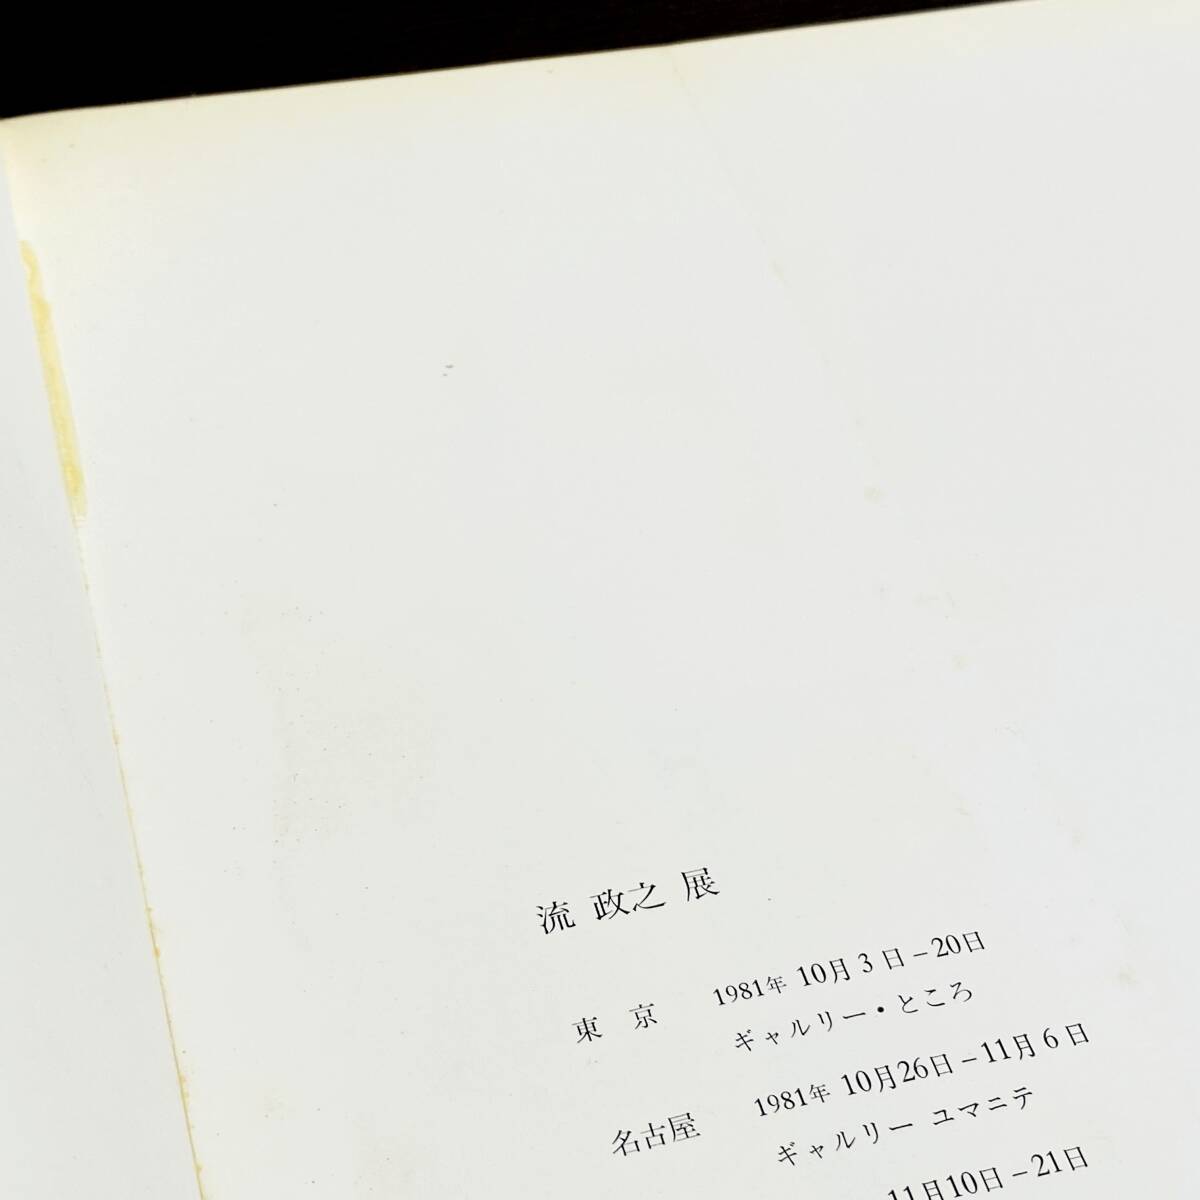 流 政之 展
東 京 1981年 10月3日-20日
ギャルリー・ところ
名古屋 1981年 10月26日-11月6日
ギャルリー ユマニテ
11月10日-21日